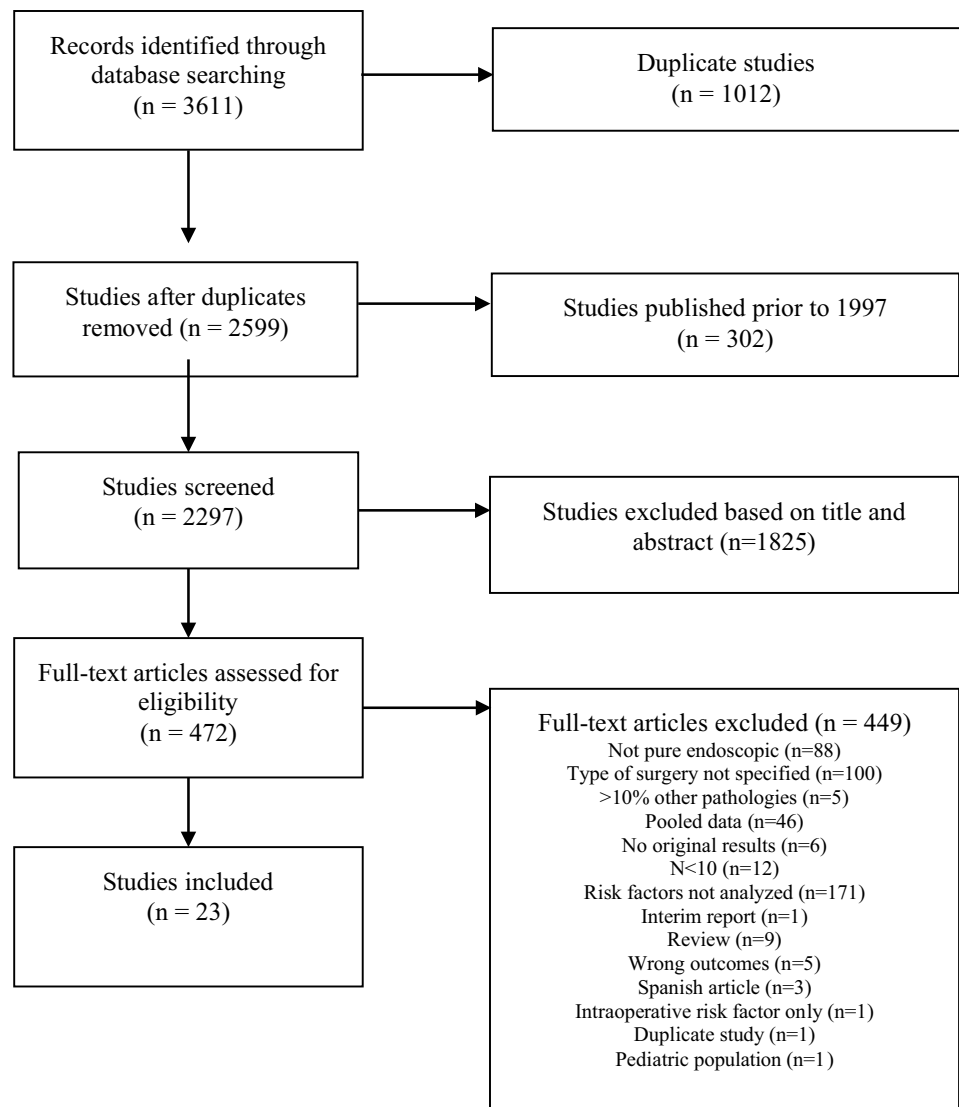 Records identified through
database searching
(n = 3611)
Duplicate studies
(n = 1012)
Studies after duplicates
removed (n = 2599)
Studies published prior to 1997
(n = 302)
Studies screened
(n = 2297)
Studies excluded based on title and
abstract (n=1825)
Full-text articles assessed for
eligibility
(n = 472)
Full-text articles excluded (n = 449)
Not pure endoscopic (n=88)
Type of surgery not specified (n=100)
>10% other pathologies (n=5)
Pooled data (n=46)
No original results (n=6)
N<10 (n=12)
Risk factors not analyzed (n=171)
Interim report (n=1)
Review (n=9)
Wrong outcomes (n=5)
Spanish article (n=3)
Intraoperative risk factor only (n=1)
Duplicate study (n=1)
Pediatric population (n=1)
Studies included
(n = 23)